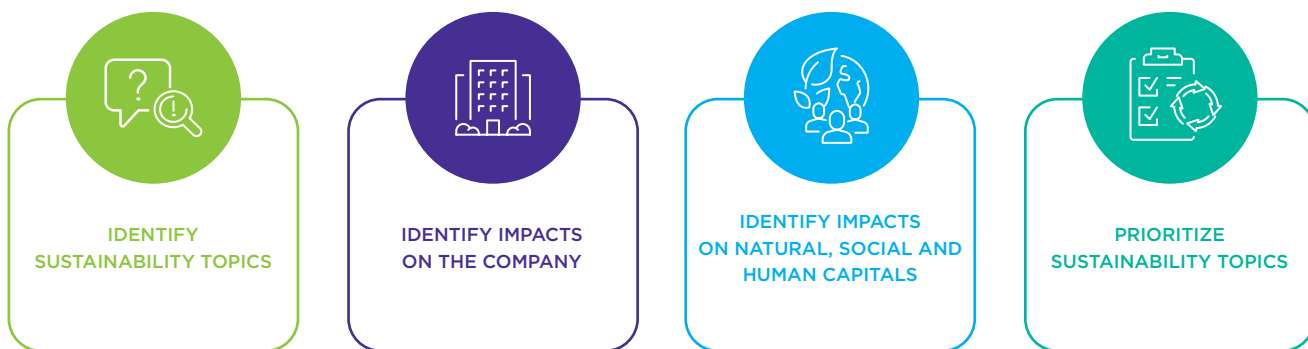 IDENTIFY
SUSTAINABILITY TOPICS
IDENTIFY IMPACTS
ON THE COMPANY
IDENTIFY IMPACTS
ON NATURAL, SOCIAL AND
HUMAN CAPITALS
PRIORITIZE
SUSTAINABILITY TOPICS